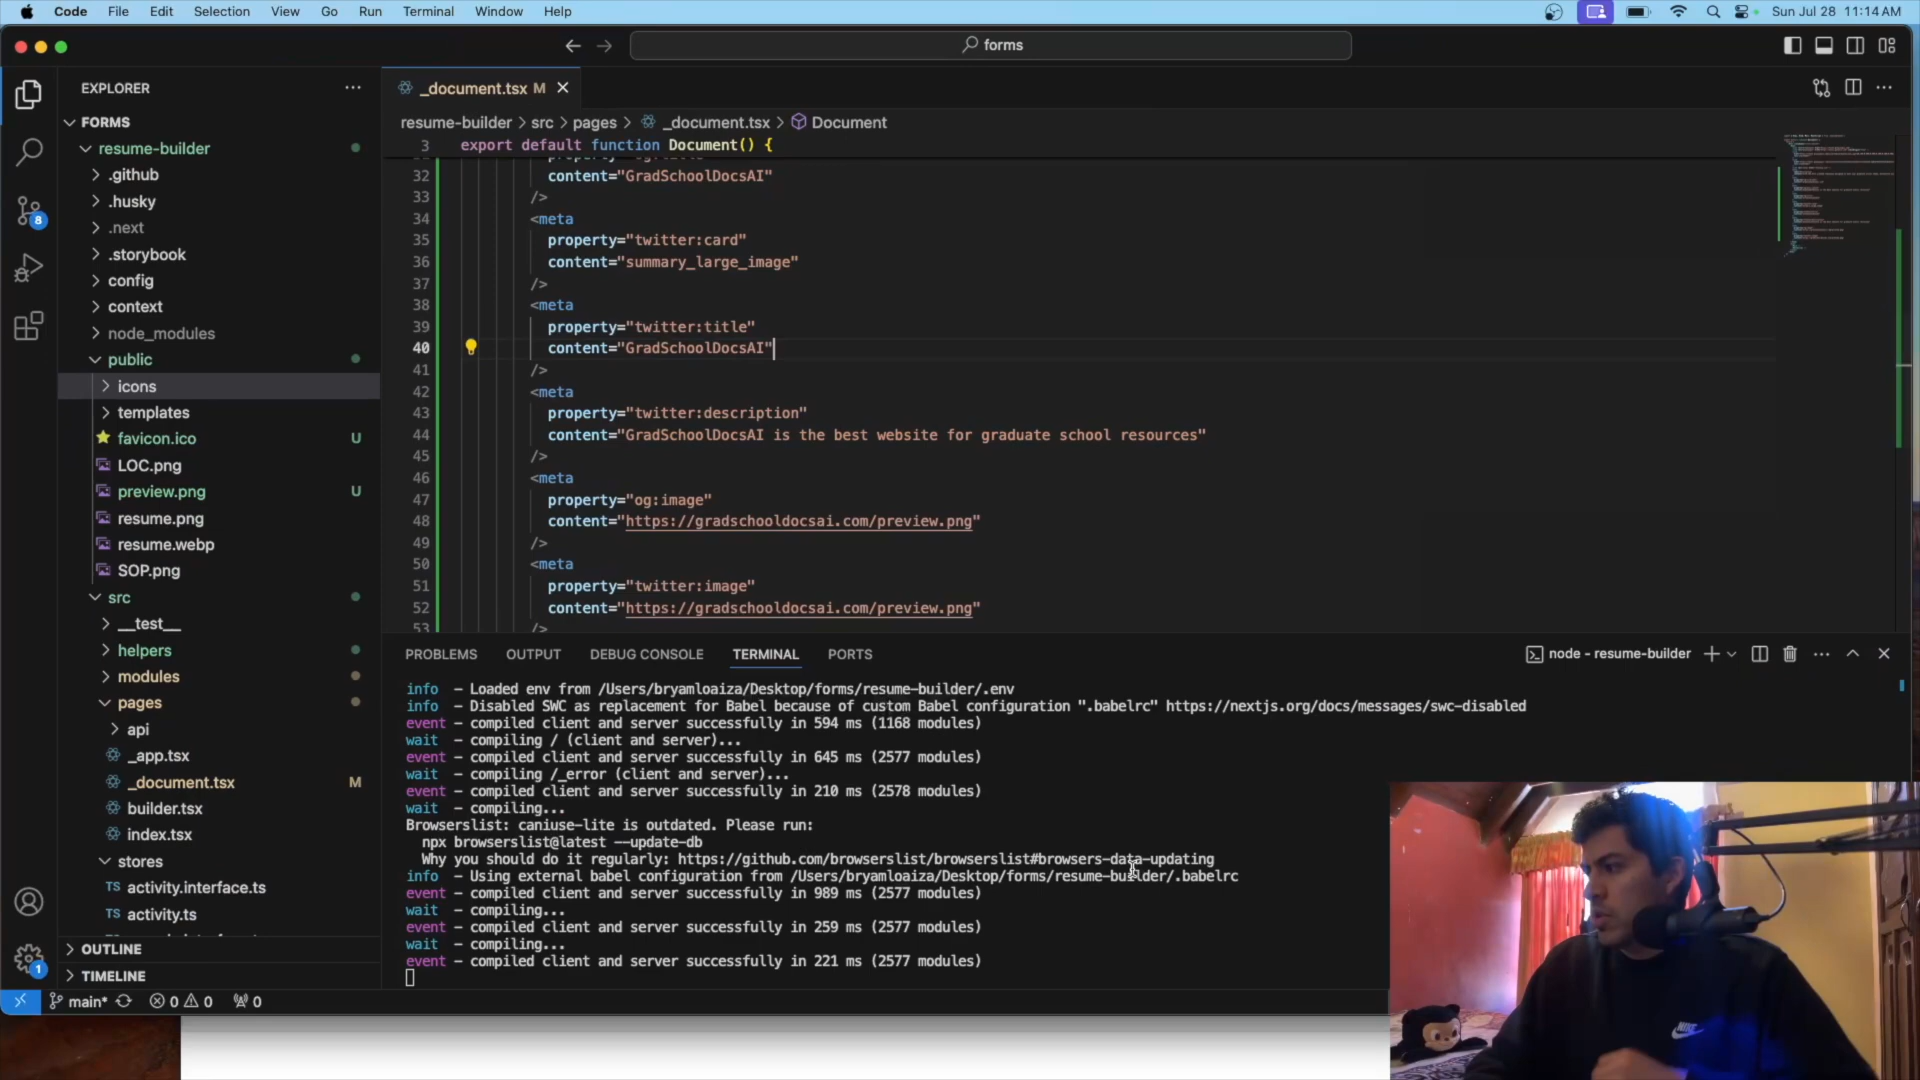 Code File Edit Selection View Go Run Terminal Window Help
Sun Jul 28 11:14 AM
forms
EXPLORER
FORMS
resume-builder
.github
.husky
.next
.storybook
config
context
node_modules
public
icons
templates
favicon.ico U
LOC.png
preview.png U
resume.png
resume.webp
SOP.png
src
__test__
helpers
modules
pages
api
_app.tsx
_document.tsx M
builder.tsx
index.tsx
stores
TS activity.interface.ts
TS activity.ts
OUTLINE
TIMELINE
8
1
_document.tsx M
resume-builder > src > pages > _document.tsx > Document
3 export default function Document() {
32 content="GradSchoolDocsAI"
33 />
34 <meta
35 property="twitter:card"
36 content="summary_large_image"
37 />
38 <meta
39 property="twitter:title"
40 content="GradSchoolDocsAI"
41 />
42 <meta
43 property="twitter:description"
44 content="GradSchoolDocsAI is the best website for graduate school resources"
45 />
46 <meta
47 property="og:image"
48 content="https://gradschooldocsai.com/preview.png"
49 />
50 <meta
51 property="twitter:image"
52 content="https://gradschooldocsai.com/preview.png"
53 />
PROBLEMS OUTPUT DEBUG CONSOLE TERMINAL PORTS
node - resume-builder
info - Loaded env from /Users/bryamloaiza/Desktop/forms/resume-builder/.env
info - Disabled SWC as replacement for Babel because of custom Babel configuration ".babelrc" https://nextjs.org/docs/messages/swc-disabled
event - compiled client and server successfully in 594 ms (1168 modules)
wait - compiling / (client and server)...
event - compiled client and server successfully in 645 ms (2577 modules)
wait - compiling /_error (client and server)...
event - compiled client and server successfully in 210 ms (2578 modules)
wait - compiling...
Browserslist: caniuse-lite is outdated. Please run:
npx browserslist@latest --update-db
Why you should do it regularly: https://github.com/browserslist/browserslist#browsers-data-updating
info - Using external babel configuration from /Users/bryamloaiza/Desktop/forms/resume-builder/.babelrc
event - compiled client and server successfully in 989 ms (2577 modules)
wait - compiling...
event - compiled client and server successfully in 259 ms (2577 modules)
wait - compiling...
event - compiled client and server successfully in 221 ms (2577 modules)
main* 0 0 0